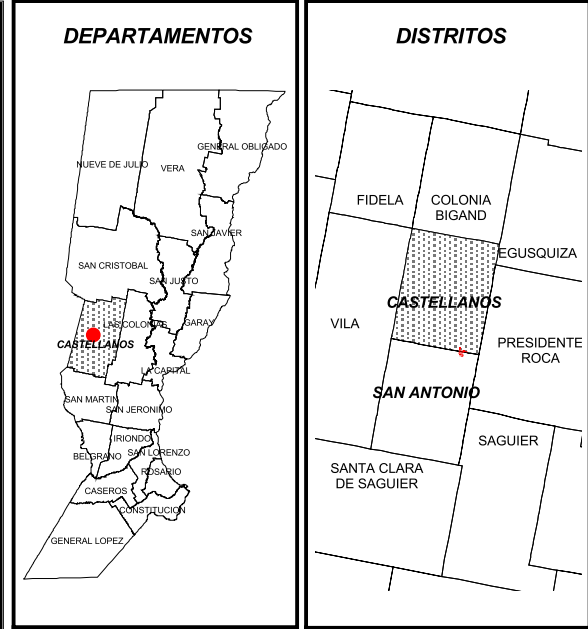 DEPARTAMENTOS
NUEVE DE JULIO
VERA
GENERAL OBLIGADO
SAN JAVIER
SAN CRISTOBAL
SAN JUSTO
LAS COLONIAS
GARAY
CASTELLANOS
LA CAPITAL
SAN MARTIN
SAN JERONIMO
IRIONDO
SAN LORENZO
BELGRANO
ROSARIO
CASEROS
CONSTITUCION
GENERAL LOPEZ
DISTRITOS
FIDELA
COLONIA
BIGAND
EGUSQUIZA
CASTELLANOS
VILA
PRESIDENTE
ROCA
SAN ANTONIO
SAGUIER
SANTA CLARA
DE SAGUIER